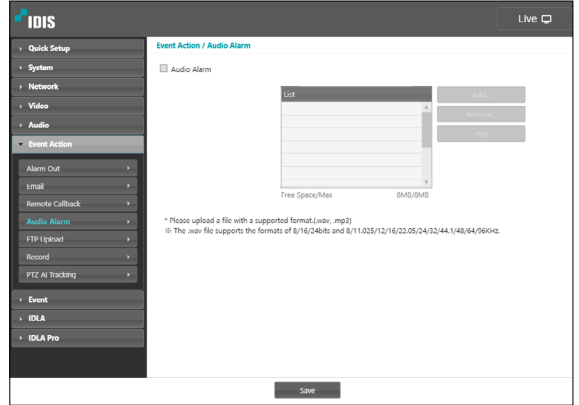 IDIS
Live
Quick Setup
System
Network
Video
Audio
Event Action
Alarm Out
Email
Remote Callback
Audio Alarm
FTP Upload
Record
PTZ AI Tracking
Event
IDLA
IDLA Pro
Event Action / Audio Alarm
Audio Alarm
List
Add...
Remove...
Play
Free Space/Max 0MB/0MB
* Please upload a file with a supported format.(.wav, .mp3)
※ The .wav file supports the formats of 8/16/24bits and 8/11.025/12/16/22.05/24/32/44.1/48/64/96KHz.
Save